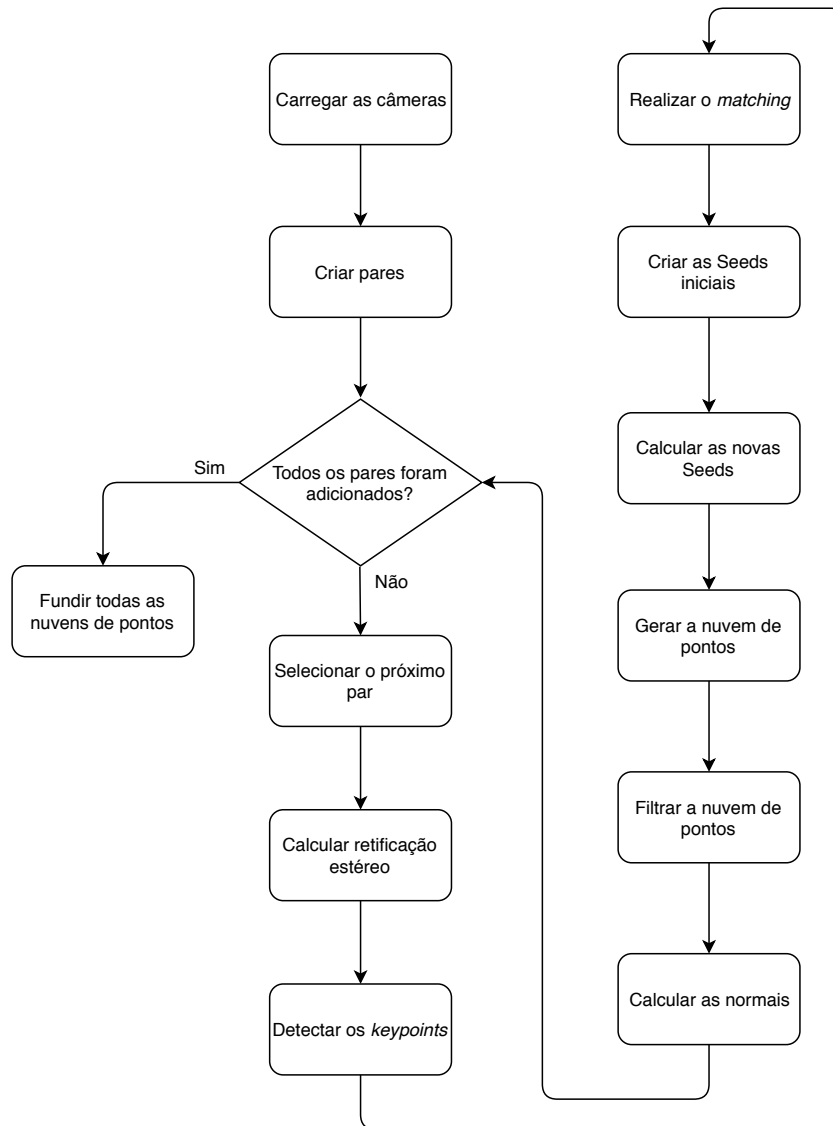 Carregar as câmeras
Criar pares
Todos os pares foram
adicionados?
Sim
Fundir todas as
nuvens de pontos
Não
Selecionar o próximo
par
Calcular retificação
estéreo
Detectar os keypoints
Realizar o matching
Criar as Seeds
iniciais
Calcular as novas
Seeds
Gerar a nuvem de
pontos
Filtrar a nuvem de
pontos
Calcular as normais